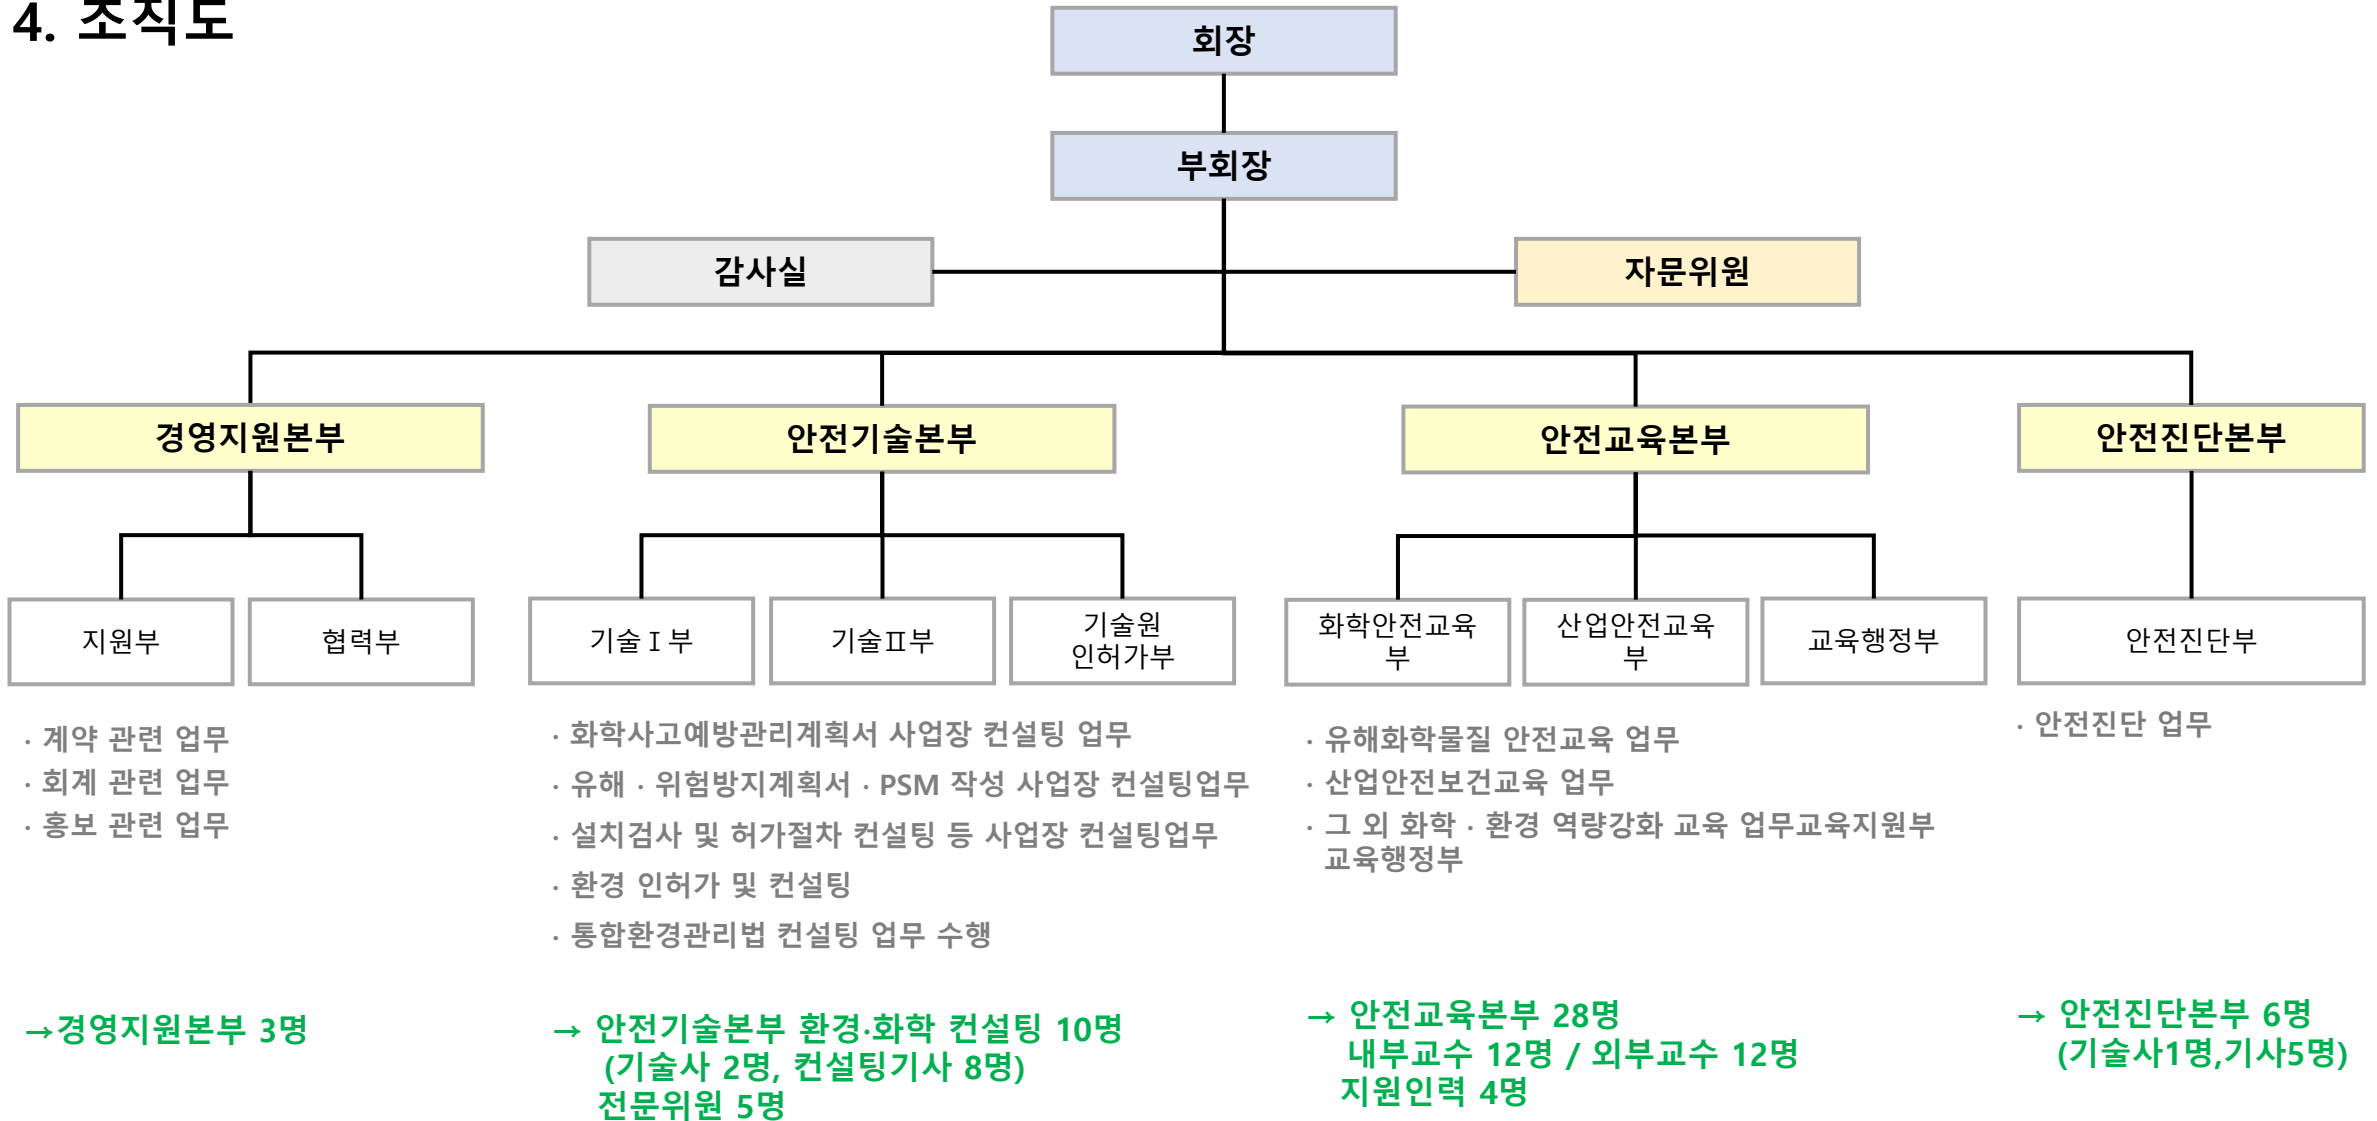 4. 조직도
회장
부회장
감사실
자문위원
경영지원본부
안전기술본부
안전교육본부
안전진단본부
지원부
협력부
기술Ⅰ부
기술Ⅱ부
기술원
인허가부
화학안전교육
부
산업안전교육
부
교육행정부
안전진단부
· 계약 관련 업무
· 회계 관련 업무
· 홍보 관련 업무
· 화학사고예방관리계획서 사업장 컨설팅 업무
· 유해 · 위험방지계획서 · PSM 작성 사업장 컨설팅업무
· 설치검사 및 허가절차 컨설팅 등 사업장 컨설팅업무
· 환경 인허가 및 컨설팅
· 통합환경관리법 컨설팅 업무 수행
· 유해화학물질 안전교육 업무
· 산업안전보건교육 업무
· 그 외 화학 · 환경 역량강화 교육 업무교육지원부
교육행정부
· 안전진단 업무
→경영지원본부 3명
→ 안전기술본부 환경·화학 컨설팅 10명
(기술사 2명, 컨설팅기사 8명)
전문위원 5명
→ 안전교육본부 28명
내부교수 12명 / 외부교수 12명
지원인력 4명
→ 안전진단본부 6명
(기술사1명,기사5명)